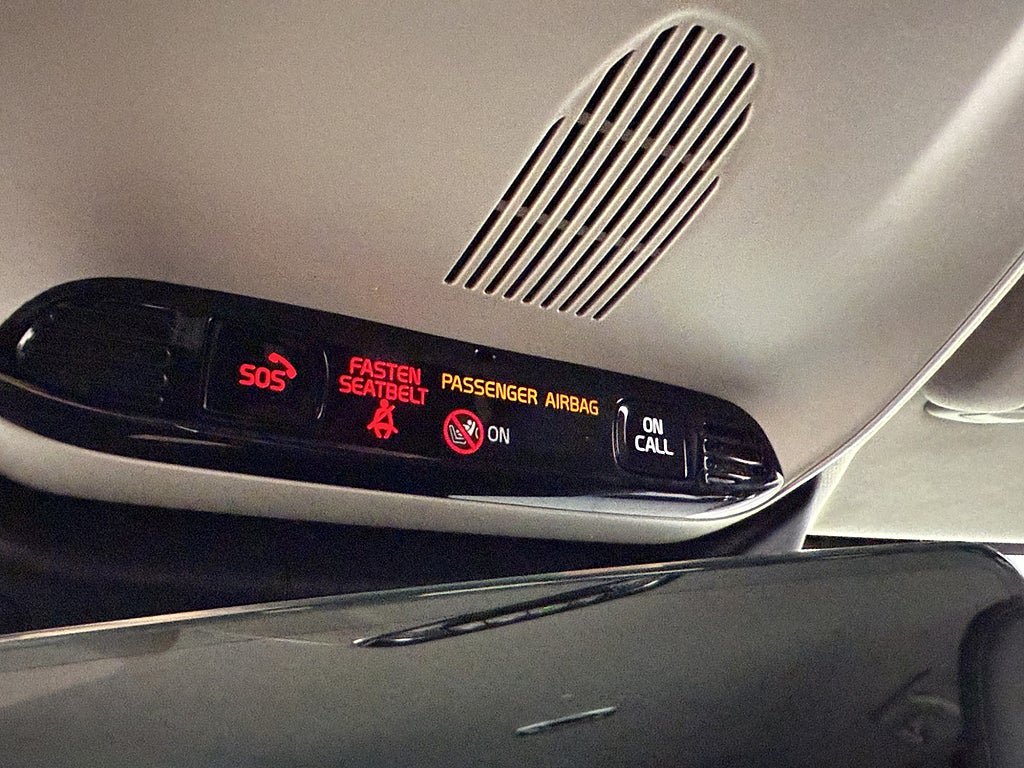 SOS
FASTEN
SEATBELT
PASSENGER AIRBAG
ON
ON
CALL